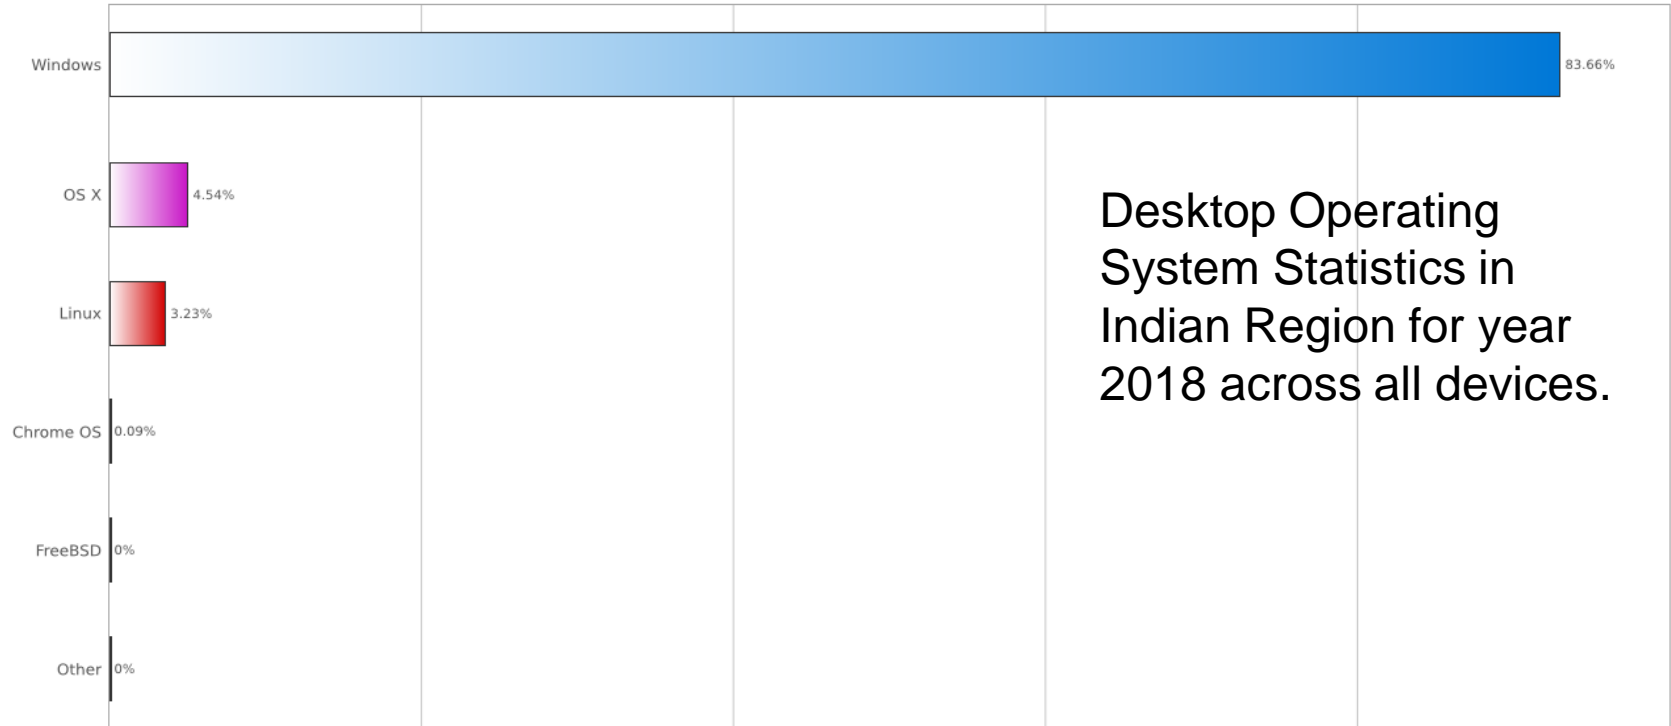 Windows
83.66%
OS X
4.54%
Linux
3.23%
Chrome OS
0.09%
FreeBSD
0%
Other
0%
Desktop Operating
System Statistics in
Indian Region for year
2018 across all devices.